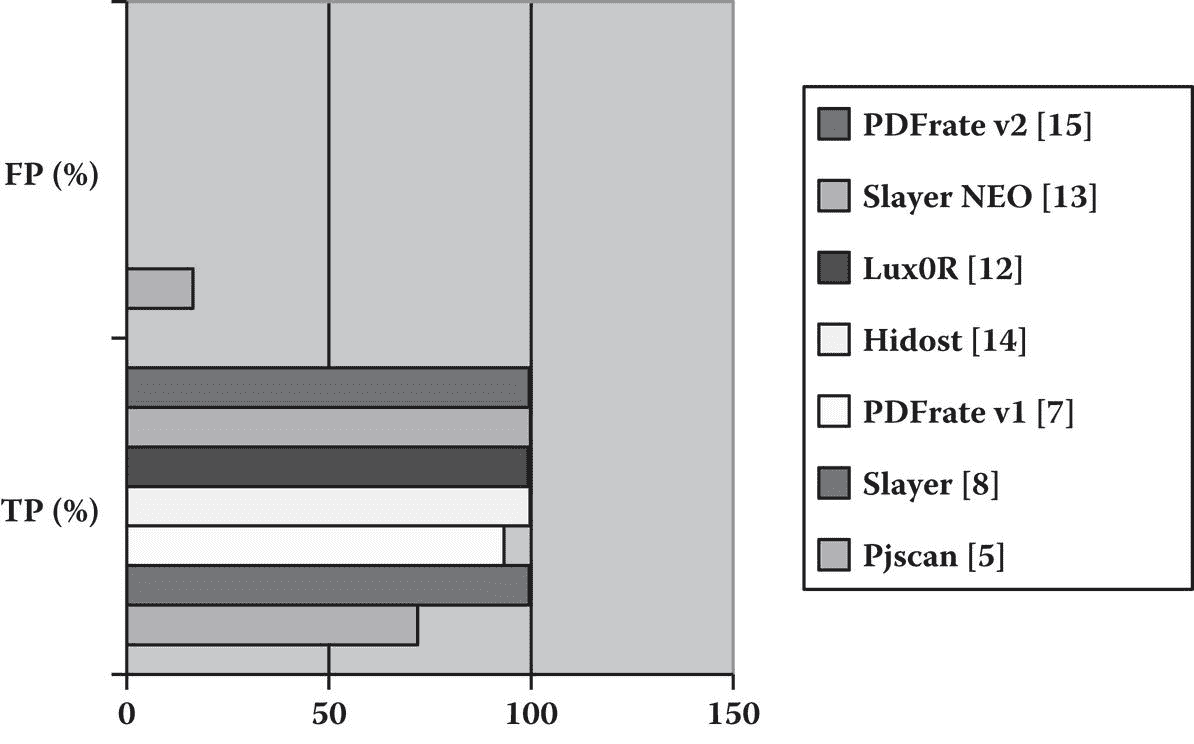 FP (%)
TP (%)
0 50 100 150
PDFrate v2 [15]
Slayer NEO [13]
Lux0R [12]
Hidost [14]
PDFrate v1 [7]
Slayer [8]
Pjscan [5]